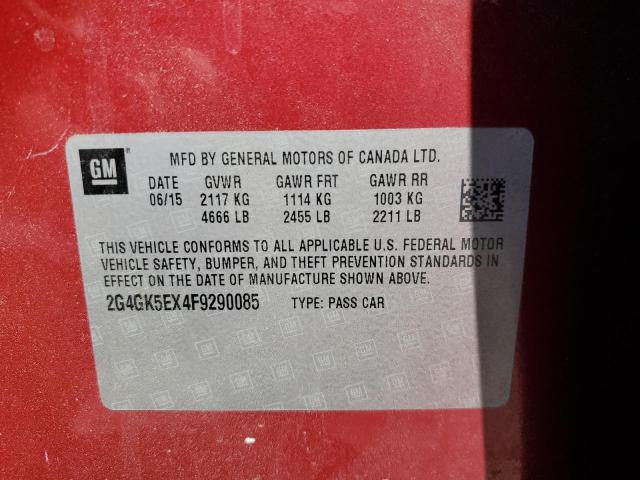 GM ® MFD BY GENERAL MOTORS OF CANADA LTD.
DATE GVWR GAWR FRT GAWR RR
06/15 2117 KG 1114 KG 1003 KG
4666 LB 2455 LB 2211 LB
THIS VEHICLE CONFORMS TO ALL APPLICABLE U.S. FEDERAL MOTOR
VEHICLE SAFETY, BUMPER, AND THEFT PREVENTION STANDARDS IN
EFFECT ON THE DATE OF MANUFACTURE SHOWN ABOVE.
2G4GK5EX4F9290085 TYPE: PASS CAR